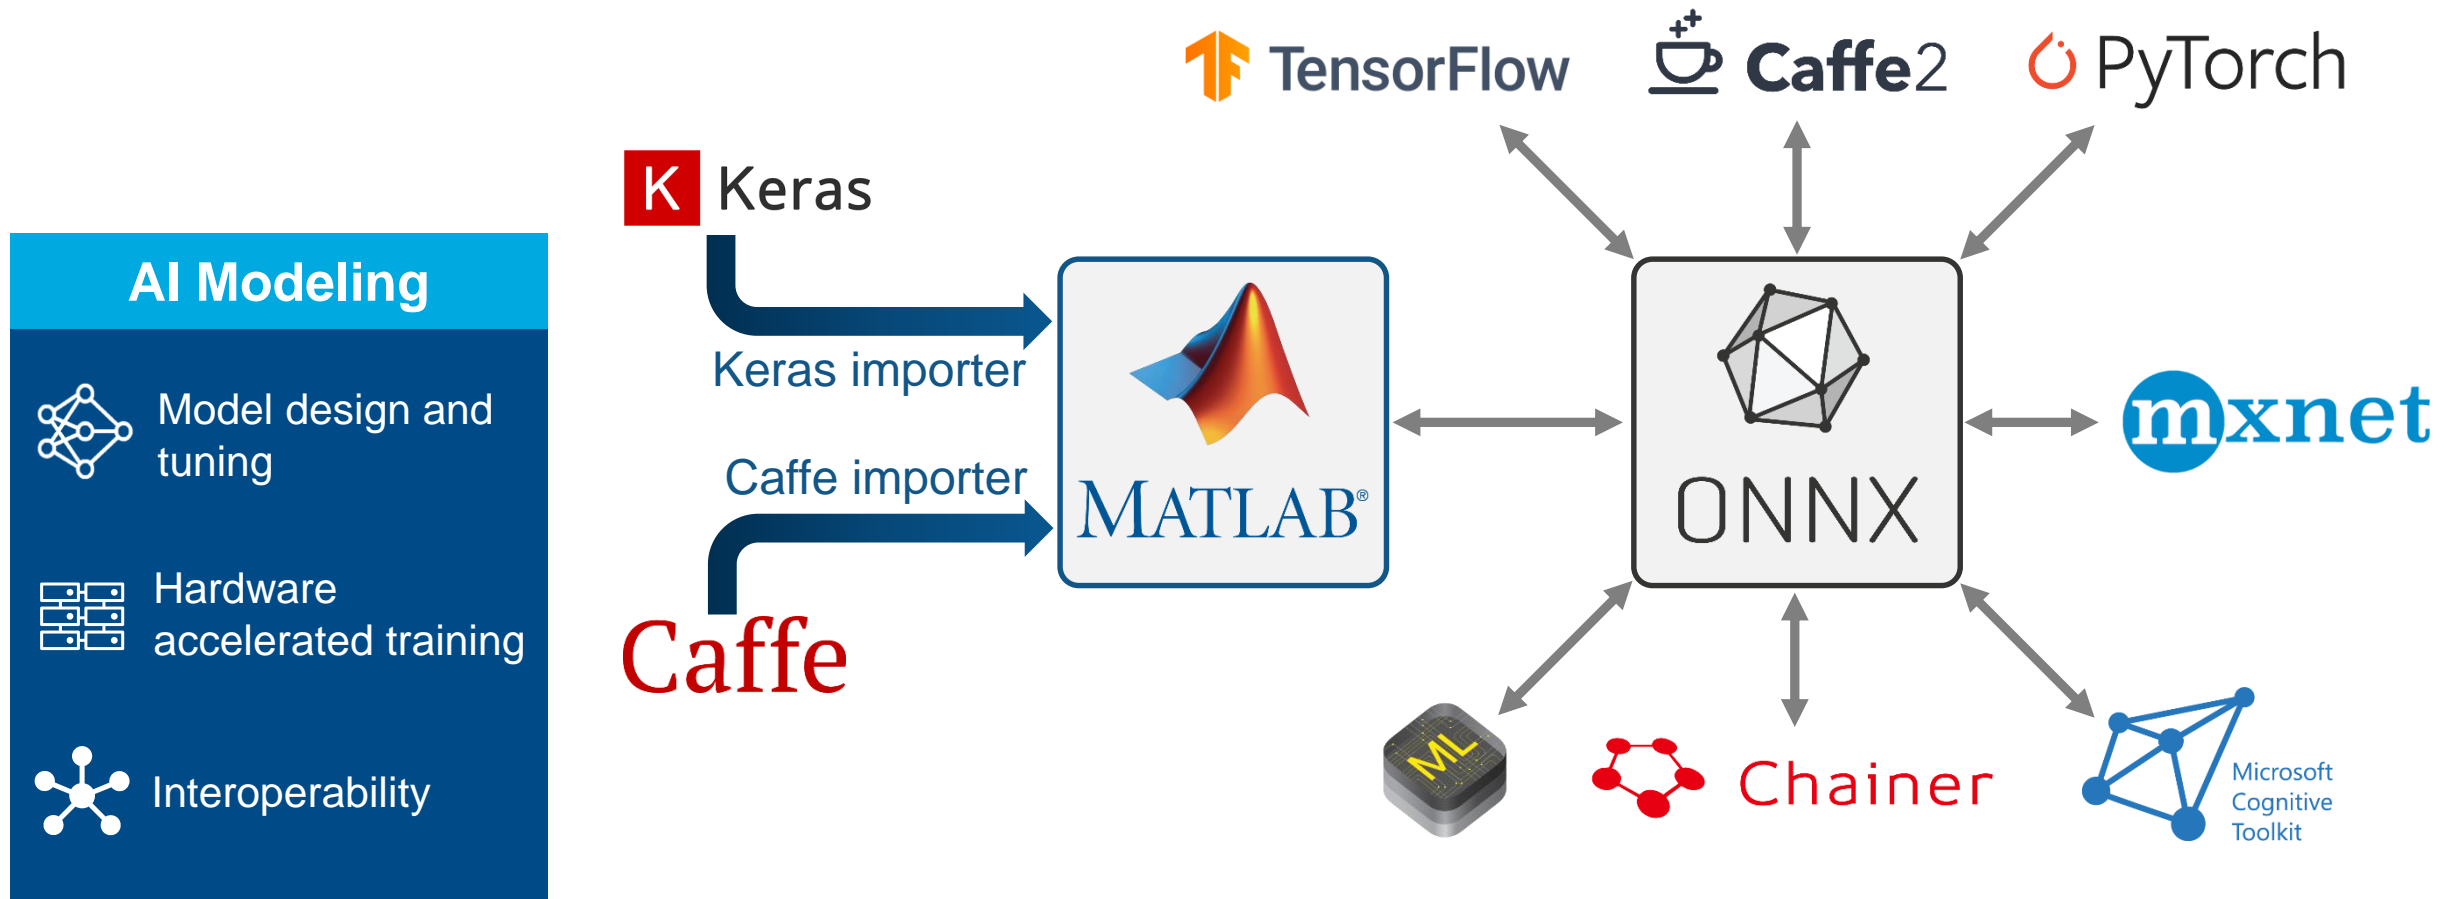 TensorFlow
Caffe2
PyTorch
K Keras
AI Modeling
Keras importer
Model design and
tuning
mxnet
Caffe importer
MATLAB®
ONNX
Hardware
accelerated training
Caffe
ML
Chainer
Interoperability
Microsoft
Cognitive
Toolkit